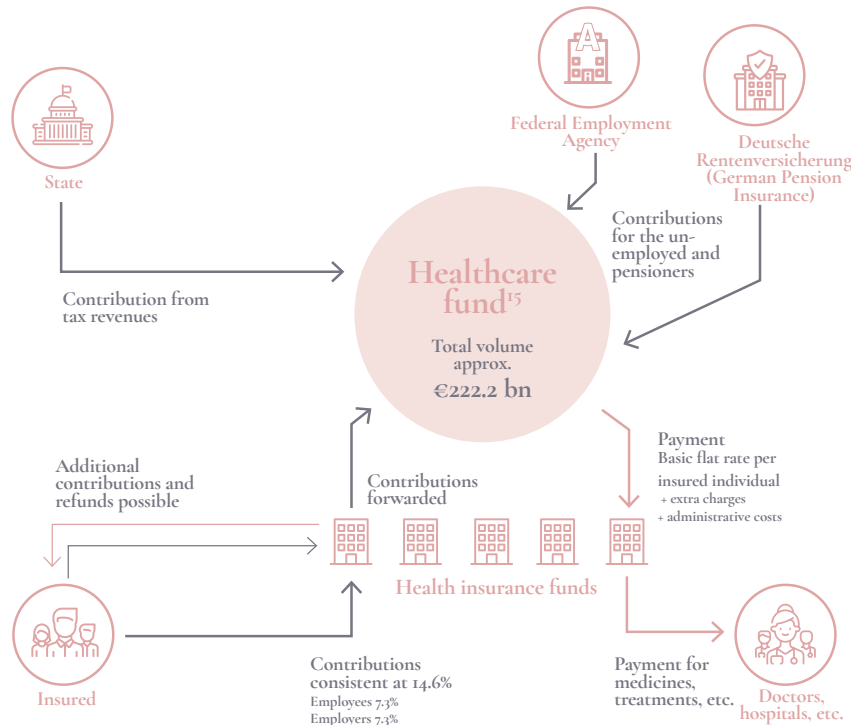 A
Federal Employment
Agency
State
Deutsche
Rentenversicherung
(German Pension
Insurance)
Contributions
for the un-
employed and
pensioners
Contribution from
tax revenues
Healthcare
fund¹⁵
Total volume
approx.
€222.2 bn
Additional
contributions and
refunds possible
Contributions
forwarded
Payment
Basic flat rate per
insured individual
+ extra charges
+ administrative costs
Health insurance funds
Insured
Contributions
consistent at 14.6%
Employees 7.3%
Employers 7.3%
Payment for
medicines,
treatments, etc.
Doctors,
hospitals, etc.